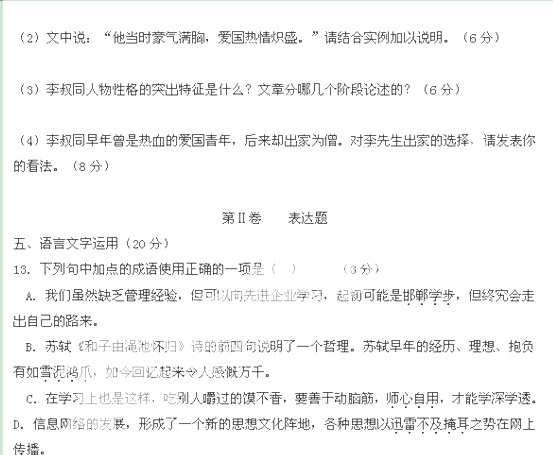 （2）文中说：“他当时豪气满胸，爱国热情炽盛。”请结合实例加以说明。（6 分）
（3）李叔同人物性格的突出特征是什么？文章分哪几个阶段论述的？（6 分）
（4）李叔同早年曾是热血的爱国青年，后来却出家为僧。对李先生出家的选择，请发表你
的看法。（8 分）
第Ⅱ卷　　表达题
五、语言文字运用（20 分）
13. 下列句中加点的成语使用正确的一项是（　）　　　（3 分）
A. 我们虽然缺乏管理经验，但可以向先进企业学习，起初可能是邯郸学步，但终究会走
出自己的路来。
B. 苏轼《和子由渑池怀归》诗的前四句说明了一个哲理。苏轼早年的经历、理想、抱负
有如雪泥鸿爪，如今回忆起来令人感慨万千。
C. 在学习上也是这样，吃别人嚼过的馍不香，要善于动脑筋，师心自用，才能学深学透。
D. 信息网络的发展，形成了一个新的思想文化阵地，各种思想以迅雷不及掩耳之势在网上
传播。